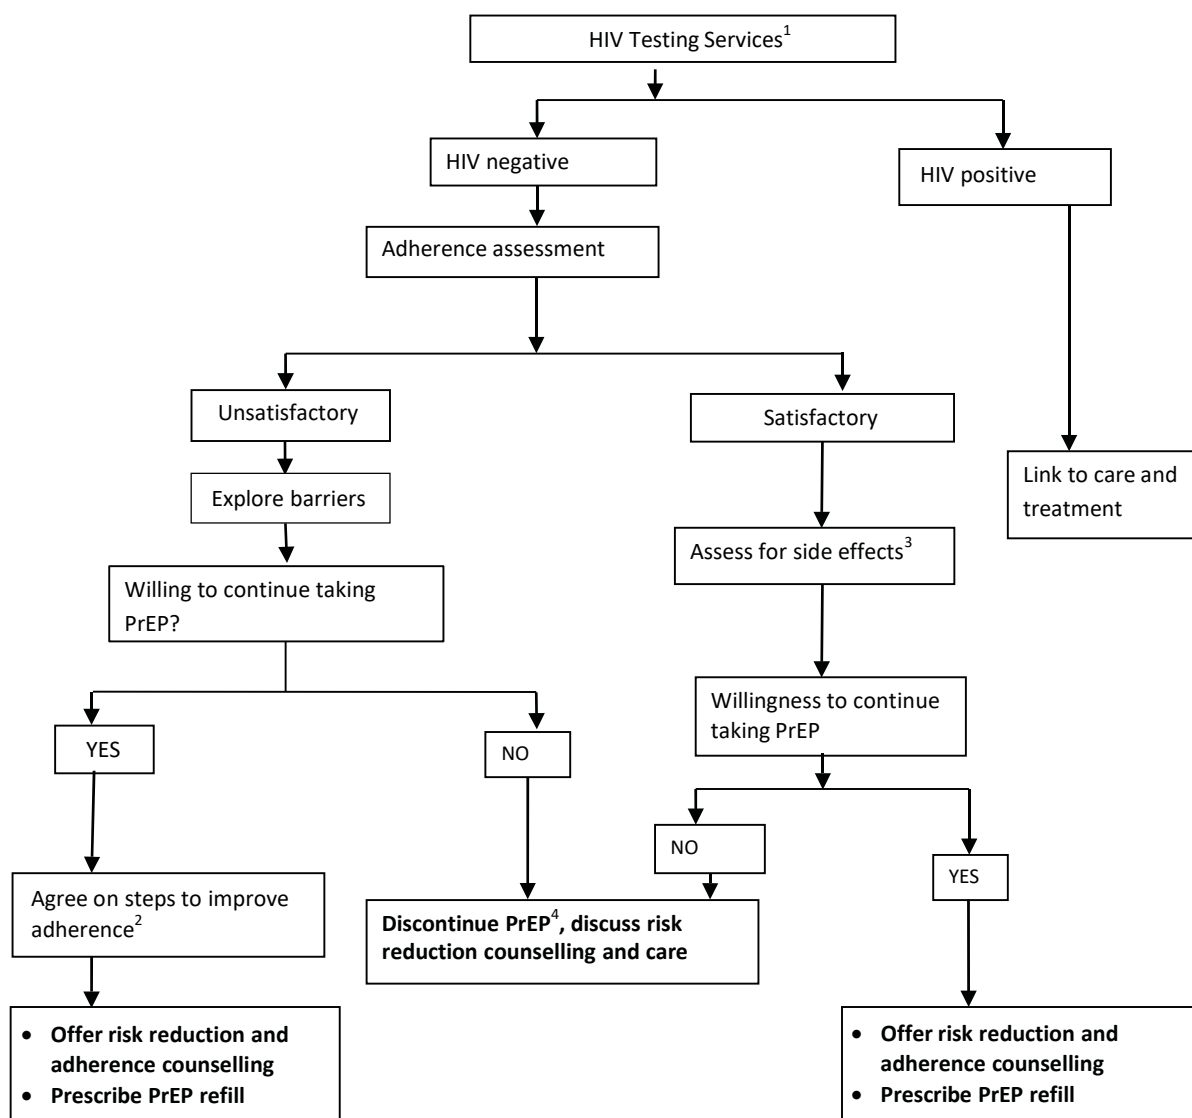 HIV Testing Services1
HIV negative
HIV positive
Adherence assessment
Unsatisfactory
Satisfactory
Explore barriers
Link to care and
treatment
Assess for side effects3
Willing to continue taking
PrEP?
Willingness to continue
taking PrEP
YES
NO
NO
YES
Agree on steps to improve
adherence2
Discontinue PrEP4, discuss risk
reduction counselling and care
• Offer risk reduction and
adherence counselling
• Prescribe PrEP refill
• Offer risk reduction and
adherence counselling
• Prescribe PrEP refill